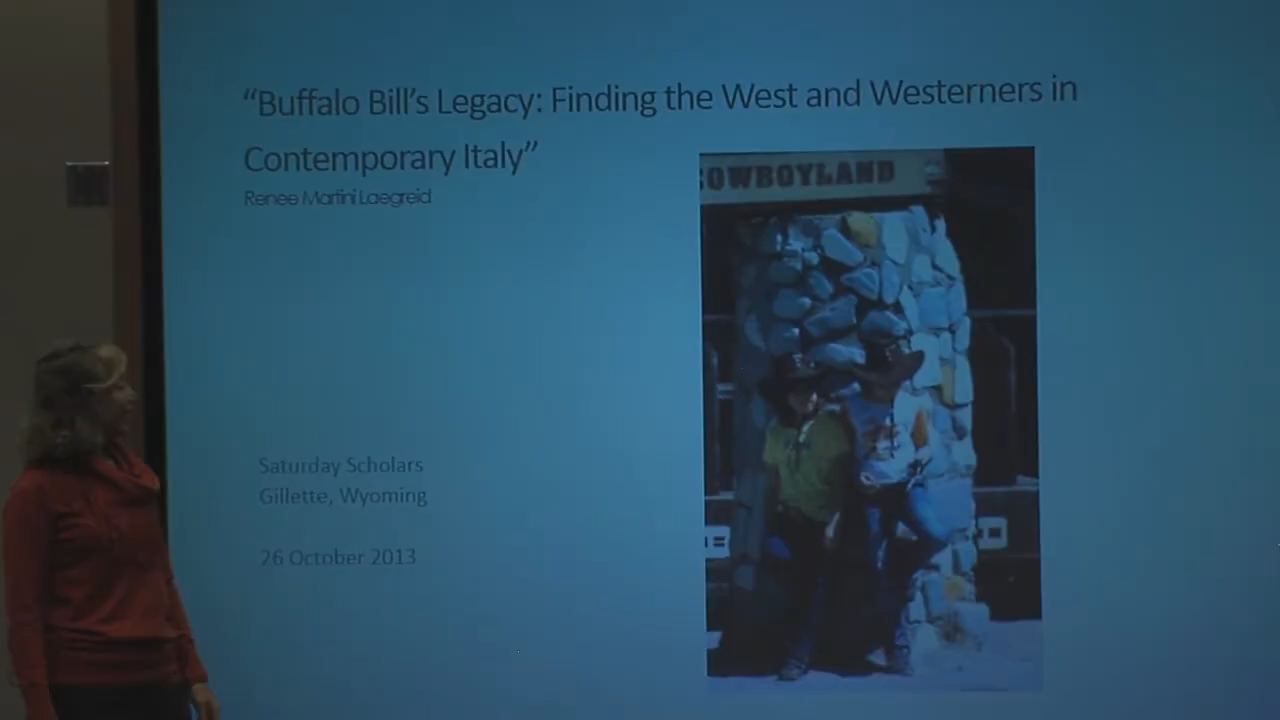 “Buffalo Bill’s Legacy: Finding the West and Westerners in
Contemporary Italy”
Renee Martini Laegreid
COWBOYLAND
Saturday Scholars
Gillette, Wyoming
26 October 2013